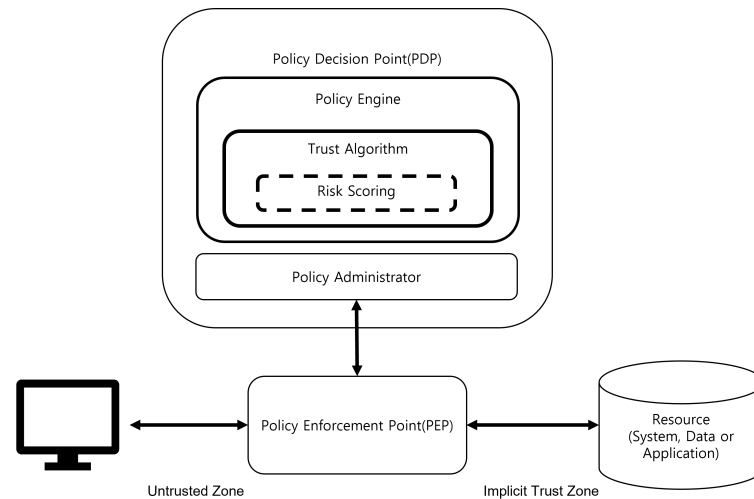 Policy Decision Point(PDP)
Policy Engine
Trust Algorithm
Risk Scoring
Policy Administrator
Policy Enforcement Point(PEP)
Resource
(System, Data or
Application)
Untrusted Zone
Implicit Trust Zone